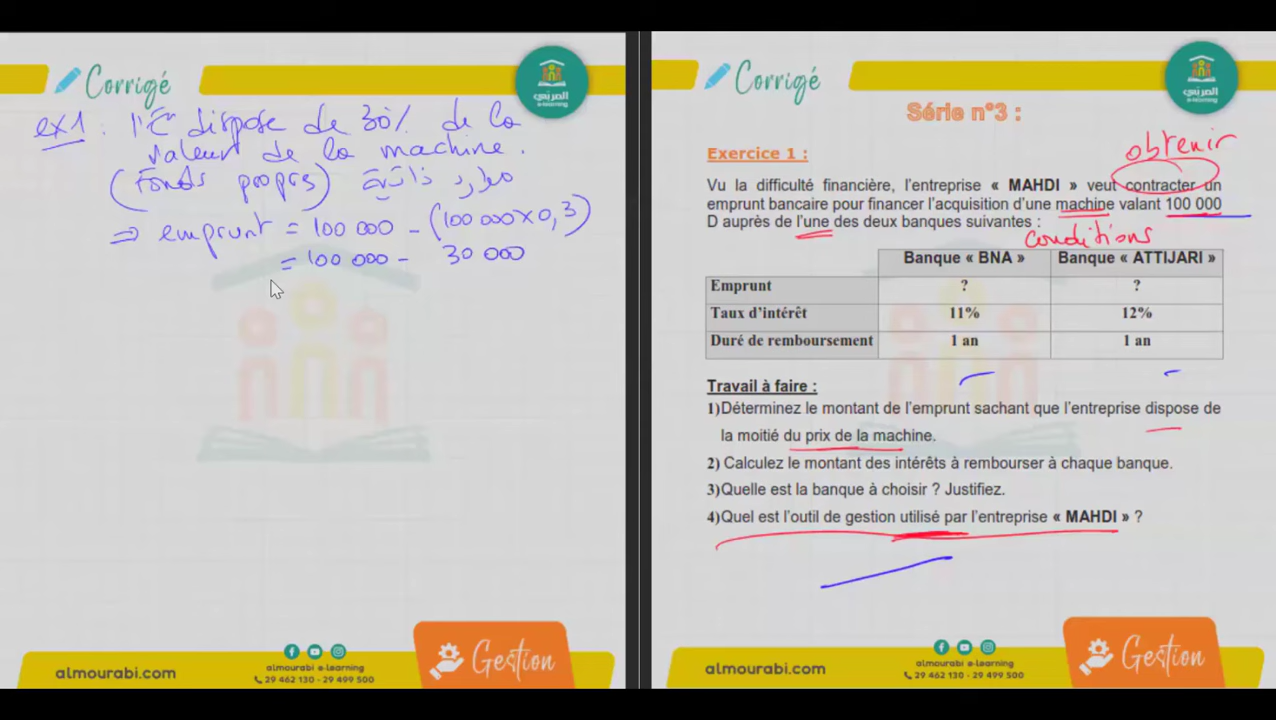 Corrigé
المربي
e-learning
ex1 : l'E dispose de 30% de la
valeur de la machine.
(Fonds propres) موارد ذاتية
⇒ emprunt = 100 000 - (100 000 x 0,3)
= 100 000 - 30 000
almourabi.com
almourabi e-learning
29 462 130 - 29 499 500
Gestion
Corrigé
المربي
e-learning
Série n°3 :
obtenir
Exercice 1 :
Vu la difficulté financière, l'entreprise « MAHDI » veut contracter un
emprunt bancaire pour financer l'acquisition d'une machine valant 100 000
D auprès de l'une des deux banques suivantes :
conditions
Banque « BNA » Banque « ATTIJARI »
Emprunt ? ?
Taux d'intérêt 11% 12%
Duré de remboursement 1 an 1 an
Travail à faire :
1)Déterminez le montant de l'emprunt sachant que l'entreprise dispose de
la moitié du prix de la machine.
2) Calculez le montant des intérêts à rembourser à chaque banque.
3)Quelle est la banque à choisir ? Justifiez.
4)Quel est l'outil de gestion utilisé par l'entreprise « MAHDI » ?
almourabi.com
almourabi e-learning
29 462 130 - 29 499 500
Gestion